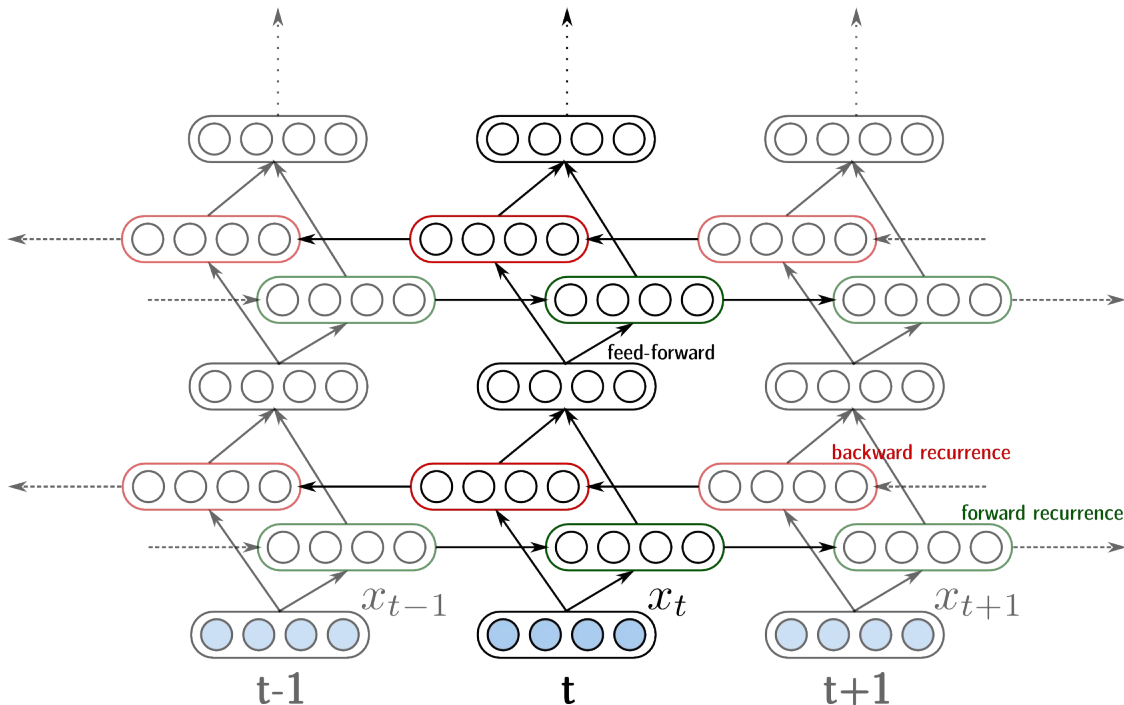 feed-forward
backward recurrence
forward recurrence
x_{t-1} x_t x_{t+1}
t-1 t t+1